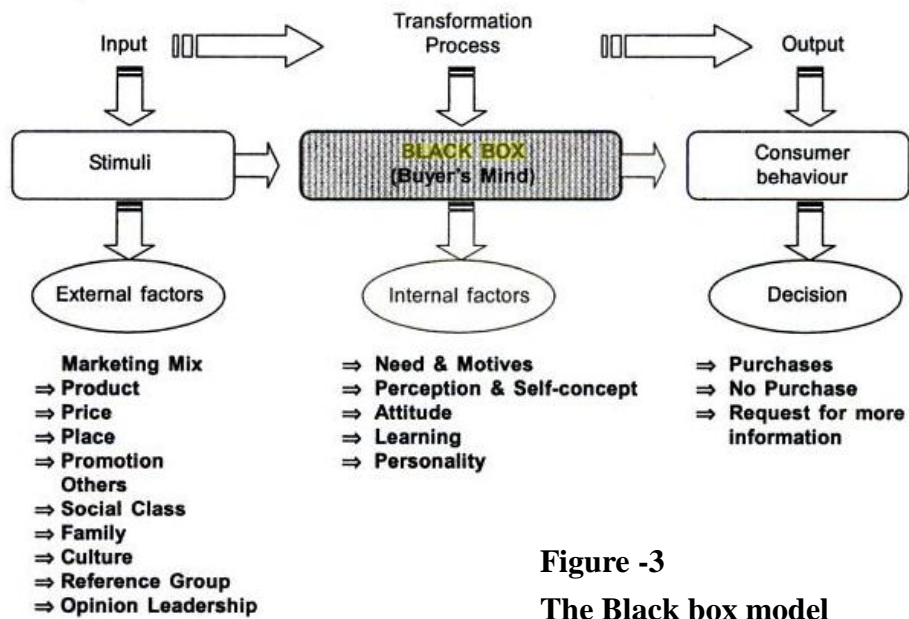 Input
Transformation
Process
Output
Stimuli
BLACK BOX
(Buyer's Mind)
Consumer
behaviour
External factors
Internal factors
Decision
Marketing Mix
⇒ Product
⇒ Price
⇒ Place
⇒ Promotion
Others
⇒ Social Class
⇒ Family
⇒ Culture
⇒ Reference Group
⇒ Opinion Leadership
⇒ Need & Motives
⇒ Perception & Self-concept
⇒ Attitude
⇒ Learning
⇒ Personality
⇒ Purchases
⇒ No Purchase
⇒ Request for more
information
Figure -3
The Black box model